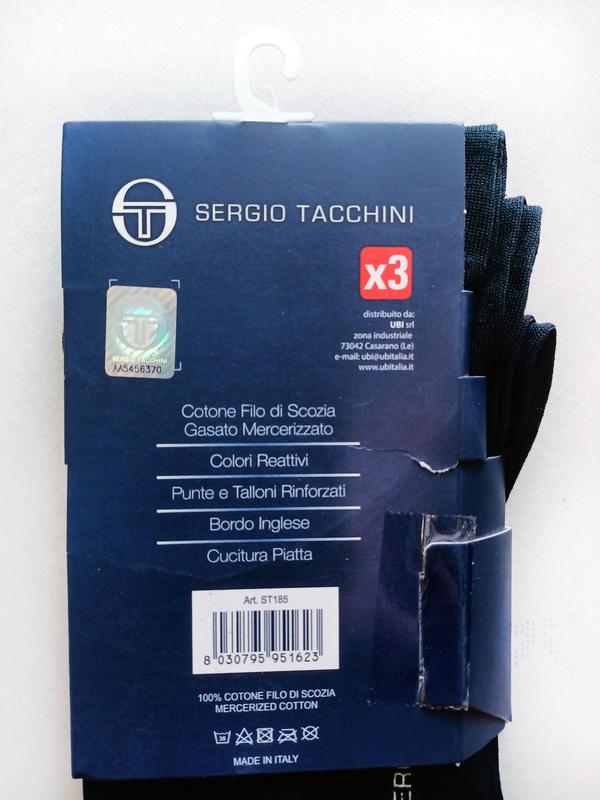 SERGIO TACCHINI
x3
distribuito da:
UBI srl
zona industriale
73042 Casarano (Le)
e-mail: ubi@ubitalia.it
www.ubitalia.it
SERGIO TACCHINI
AA5456370
Cotone Filo di Scozia
Gasato Mercerizzato
Colori Reattivi
Punte e Talloni Rinforzati
Bordo Inglese
Cucitura Piatta
Art. ST185
8 030795 951623
100% COTONE FILO DI SCOZIA
MERCERIZED COTTON
30
MADE IN ITALY
ER